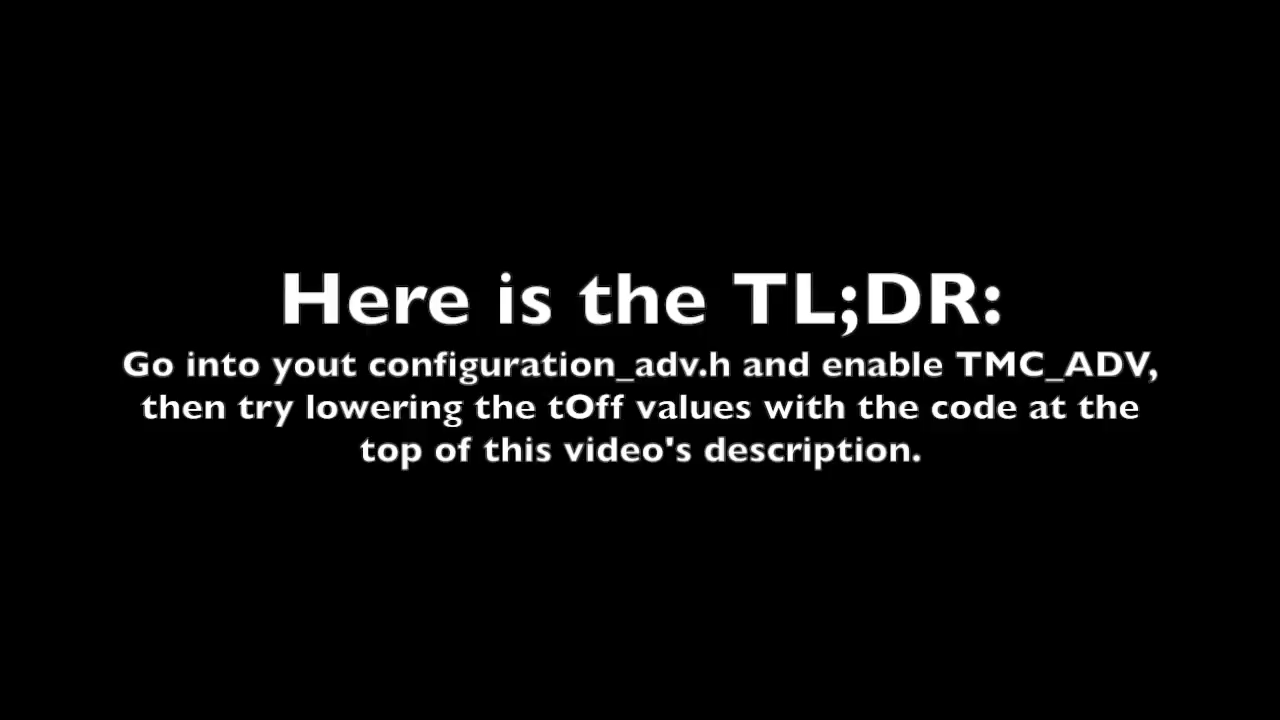 Here is the TL;DR:
Go into yout configuration_adv.h and enable TMC_ADV,
then try lowering the tOff values with the code at the
top of this video's description.